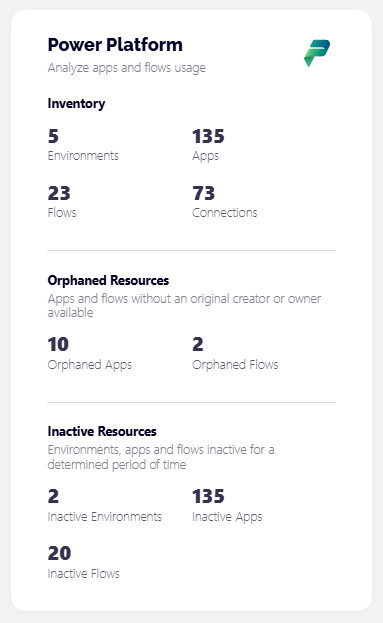 Power Platform
Analyze apps and flows usage
Inventory
5 135
Environments Apps
23 73
Flows Connections
Orphaned Resources
Apps and flows without an original creator or owner
available
10 2
Orphaned Apps Orphaned Flows
Inactive Resources
Environments, apps and flows inactive for a
determined period of time
2 135
Inactive Environments Inactive Apps
20
Inactive Flows